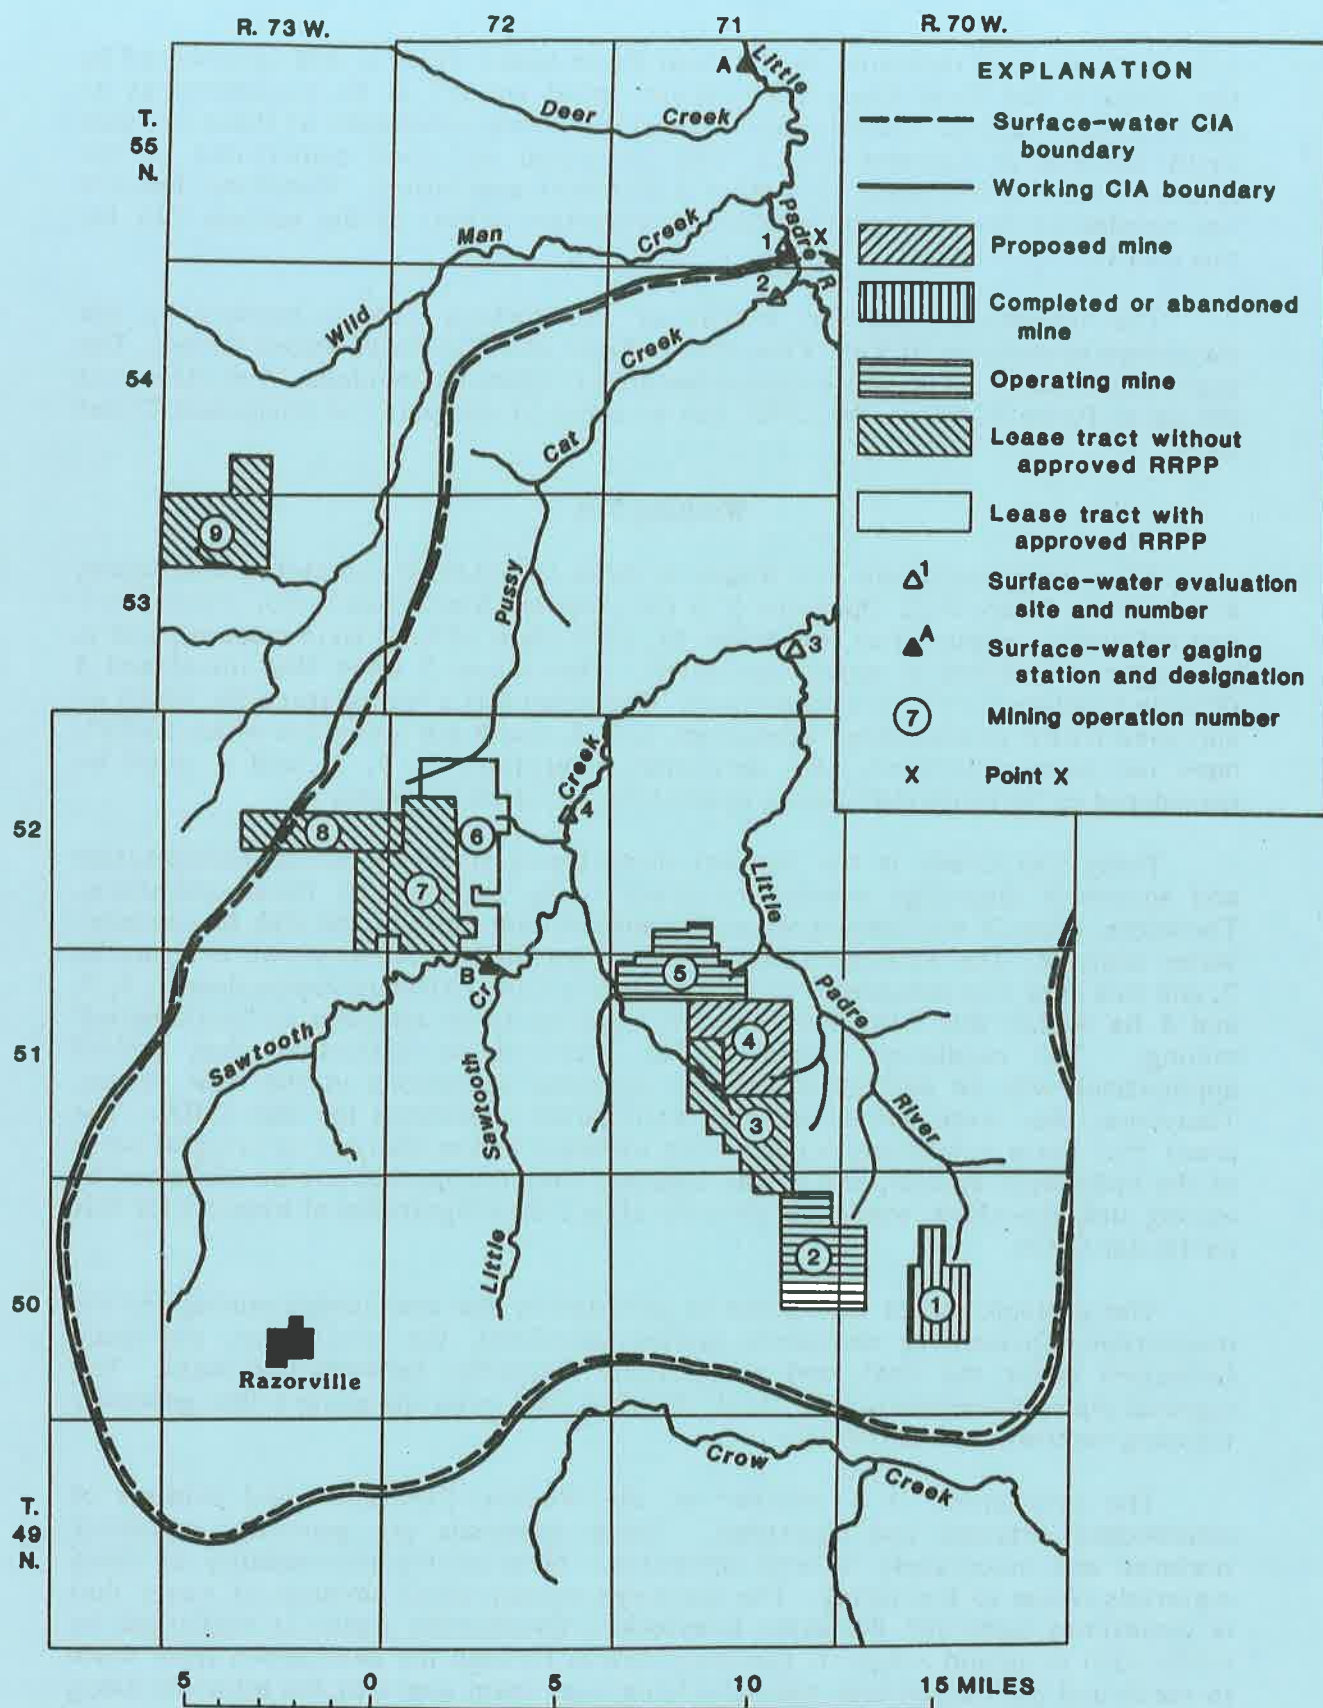 R. 73 W. 72 71 R. 70 W.
T.
55
N.
54
53
52
51
50
T.
49
N.
A
Little
Deer Creek
Padre
R
X
1
2
Wild Man Creek
Pussy Cat Creek
9
3
Creek
4
8
6
7
Little
Padre
River
5
4
3
2
1
B
Sawtooth
Cr
Sawtooth
Little
Razorville
Crow Creek
EXPLANATION
Surface-water CIA
boundary
Working CIA boundary
Proposed mine
Completed or abandoned
mine
Operating mine
Lease tract without
approved RRPP
Lease tract with
approved RRPP
1
Surface-water evaluation
site and number
A
Surface-water gaging
station and designation
7
Mining operation number
X Point X
5 0 5 10 15 MILES